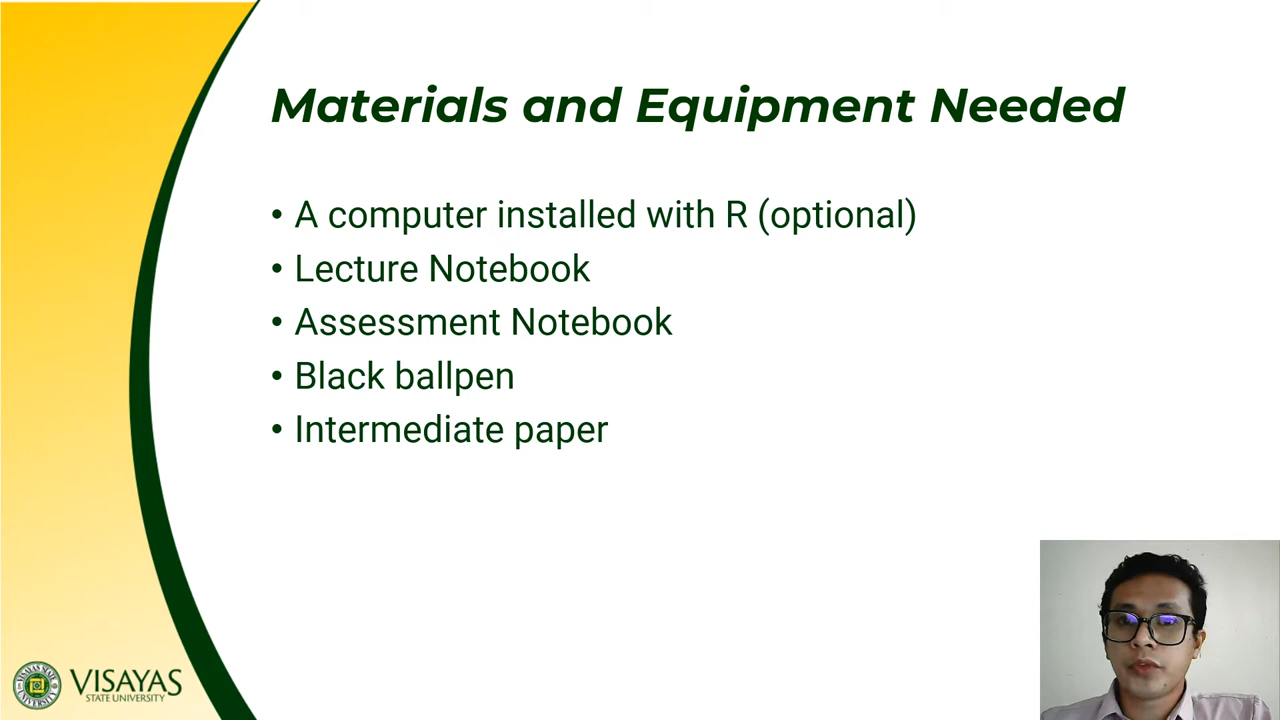 Materials and Equipment Needed
• A computer installed with R (optional)
• Lecture Notebook
• Assessment Notebook
• Black ballpen
• Intermediate paper
VISAYAS
STATE UNIVERSITY